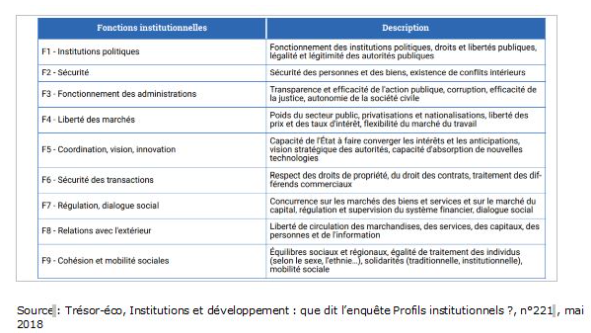 Fonctions institutionnelles Description
F1 - Institutions politiques Fonctionnement des institutions politiques, droits et libertés publiques,
légalité et légitimité des autorités publiques
F2 - Sécurité Sécurité des personnes et des biens, existence de conflits intérieurs
F3 - Fonctionnement des administrations Transparence et efficacité de l'action publique, corruption, efficacité de
la justice, autonomie de la société civile
F4 - Liberté des marchés Poids du secteur public, privatisations et nationalisations, liberté des
prix et des taux d'intérêt, flexibilité du marché du travail
F5 - Coordination, vision, innovation Capacité de l'État à faire converger les intérêts et les anticipations,
vision stratégique des autorités, capacité d'absorption de nouvelles
technologies
F6 - Sécurité des transactions Respect des droits de propriété, du droit des contrats, traitement des dif-
férends commerciaux
F7 - Régulation, dialogue social Concurrence sur les marchés des biens et services et sur le marché du
capital, régulation et supervision du système financier, dialogue social
F8 - Relations avec l'extérieur Liberté de circulation des marchandises, des services, des capitaux, des
personnes et de l'information
F9 - Cohésion et mobilité sociales Équilibres sociaux et régionaux, égalité de traitement des individus
(selon le sexe, l'ethnie...), solidarités (traditionnelle, institutionnelle),
mobilité sociale
Source : Trésor-éco, Institutions et développement : que dit l'enquête Profils institutionnels ?, n°221 , mai
2018